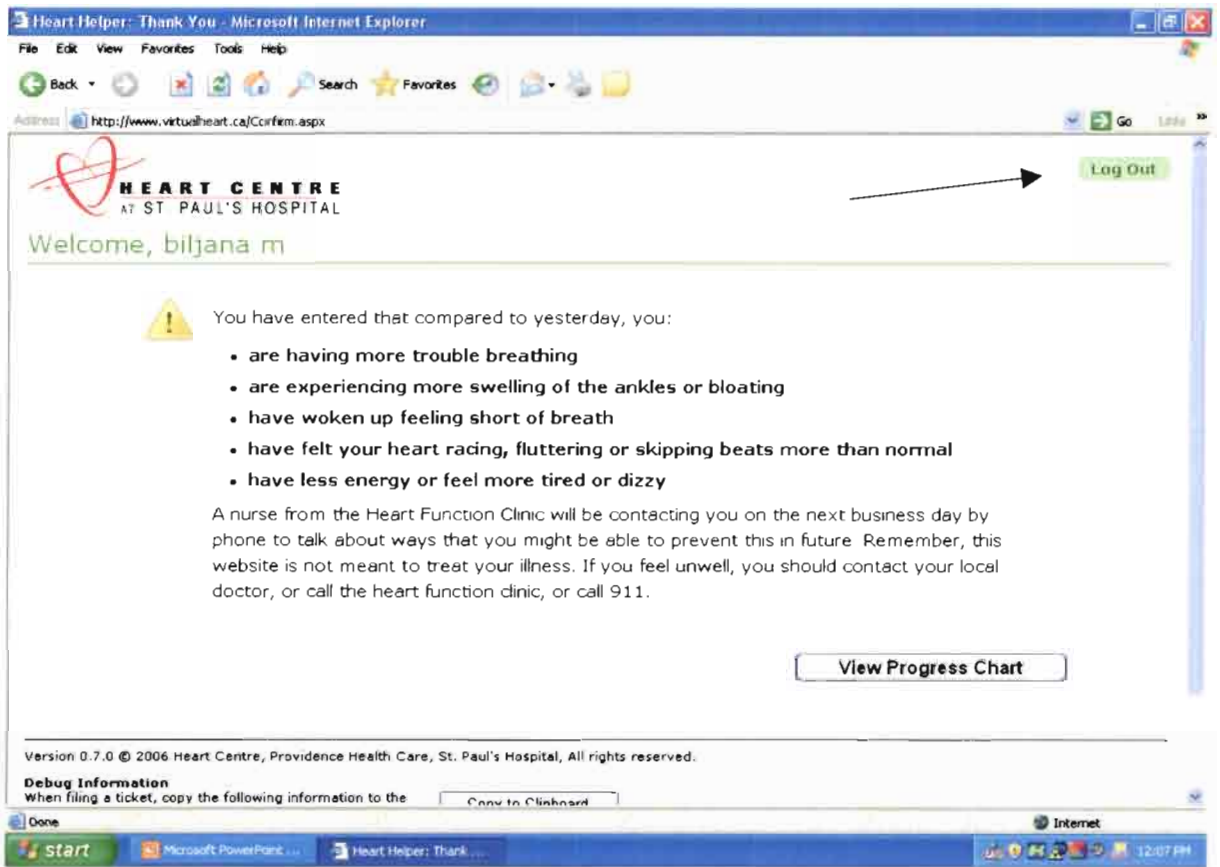 Heart Helper: Thank You - Microsoft Internet Explorer
File Edit View Favorites Tools Help
Back Search Favorites
Address http://www.virtualheart.ca/Confirm.aspx Go Links
HEART CENTRE
AT ST PAUL'S HOSPITAL
Log Out
Welcome, biljana m
You have entered that compared to yesterday, you:
• are having more trouble breathing
• are experiencing more swelling of the ankles or bloating
• have woken up feeling short of breath
• have felt your heart racing, fluttering or skipping beats more than normal
• have less energy or feel more tired or dizzy
A nurse from the Heart Function Clinic will be contacting you on the next business day by
phone to talk about ways that you might be able to prevent this in future Remember, this
website is not meant to treat your illness. If you feel unwell, you should contact your local
doctor, or call the heart function clinic, or call 911.
View Progress Chart
Version 0.7.0 © 2006 Heart Centre, Providence Health Care, St. Paul's Hospital, All rights reserved.
Debug Information
When filing a ticket, copy the following information to the
Copy to Clipboard
Done Internet
start Microsoft PowerPoint ... Heart Helper: Thank ... 12:07 PM